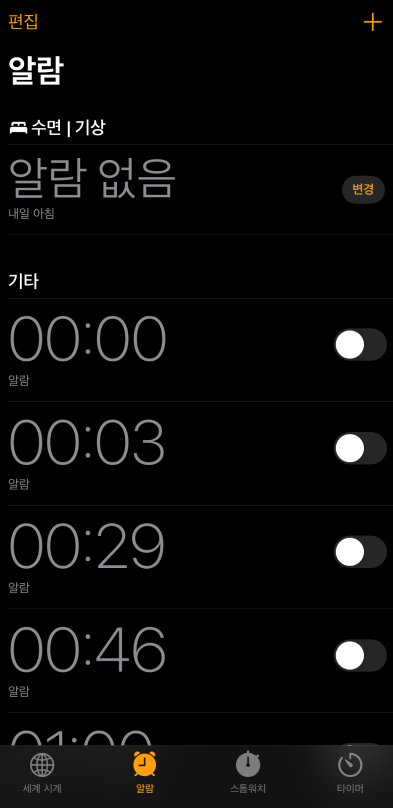 편집
알람
수면 | 기상
알람 없음
변경
내일 아침
기타
00:00
알람
00:03
알람
00:29
알람
00:46
알람
세계 시계
알람
스톱워치
타이머